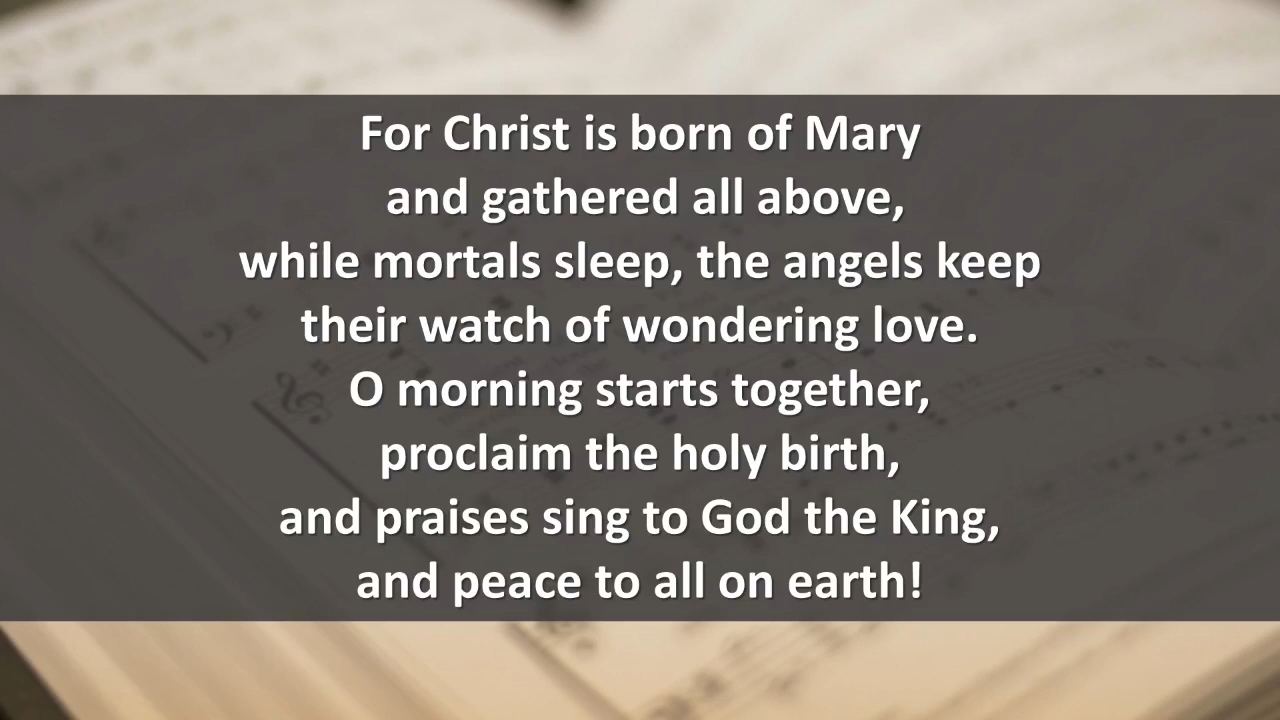 For Christ is born of Mary
and gathered all above,
while mortals sleep, the angels keep
their watch of wondering love.
O morning starts together,
proclaim the holy birth,
and praises sing to God the King,
and peace to all on earth!